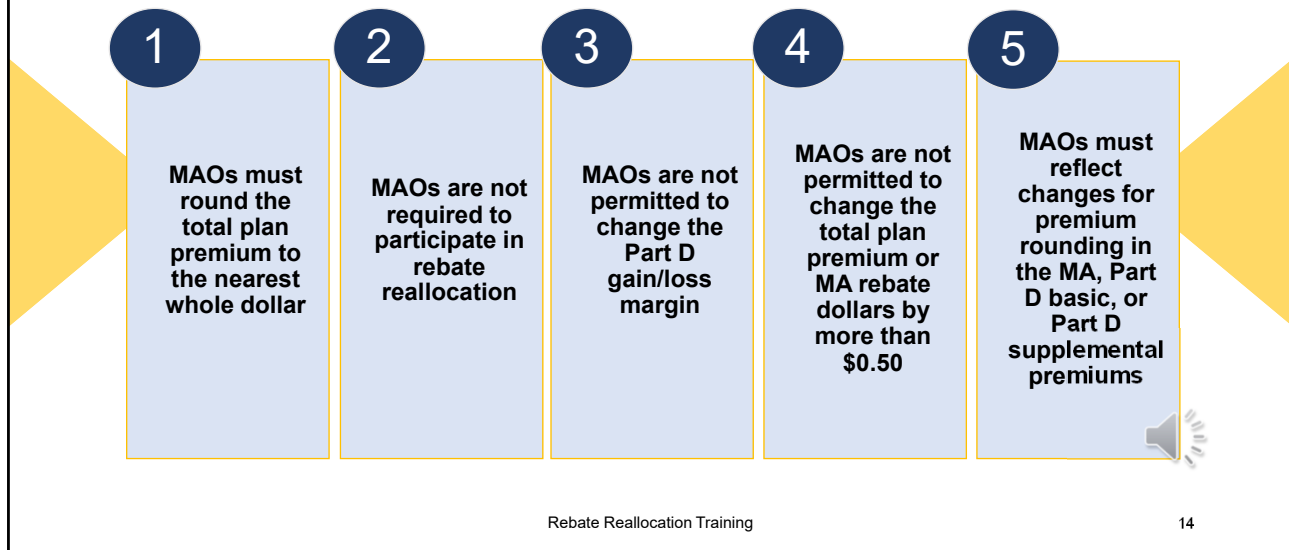 1
MAOs must
round the
total plan
premium to
the nearest
whole dollar
2
MAOs are not
required to
participate in
rebate
reallocation
3
MAOs are not
permitted to
change the
Part D
gain/loss
margin
4
MAOs are not
permitted to
change the
total plan
premium or
MA rebate
dollars by
more than
$0.50
5
MAOs must
reflect
changes for
premium
rounding in
the MA, Part
D basic, or
Part D
supplemental
premiums
Rebate Reallocation Training
14